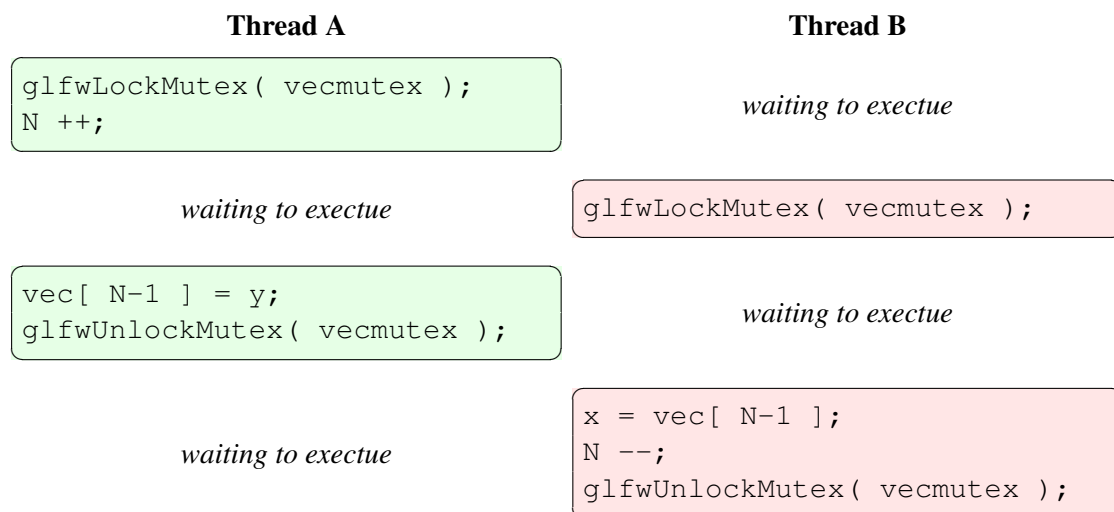 Thread A Thread B
glfwLockMutex( vecmutex );
N ++;
waiting to exectue
waiting to exectue
glfwLockMutex( vecmutex );
vec[ N-1 ] = y;
glfwUnlockMutex( vecmutex );
waiting to exectue
waiting to exectue
x = vec[ N-1 ];
N --;
glfwUnlockMutex( vecmutex );